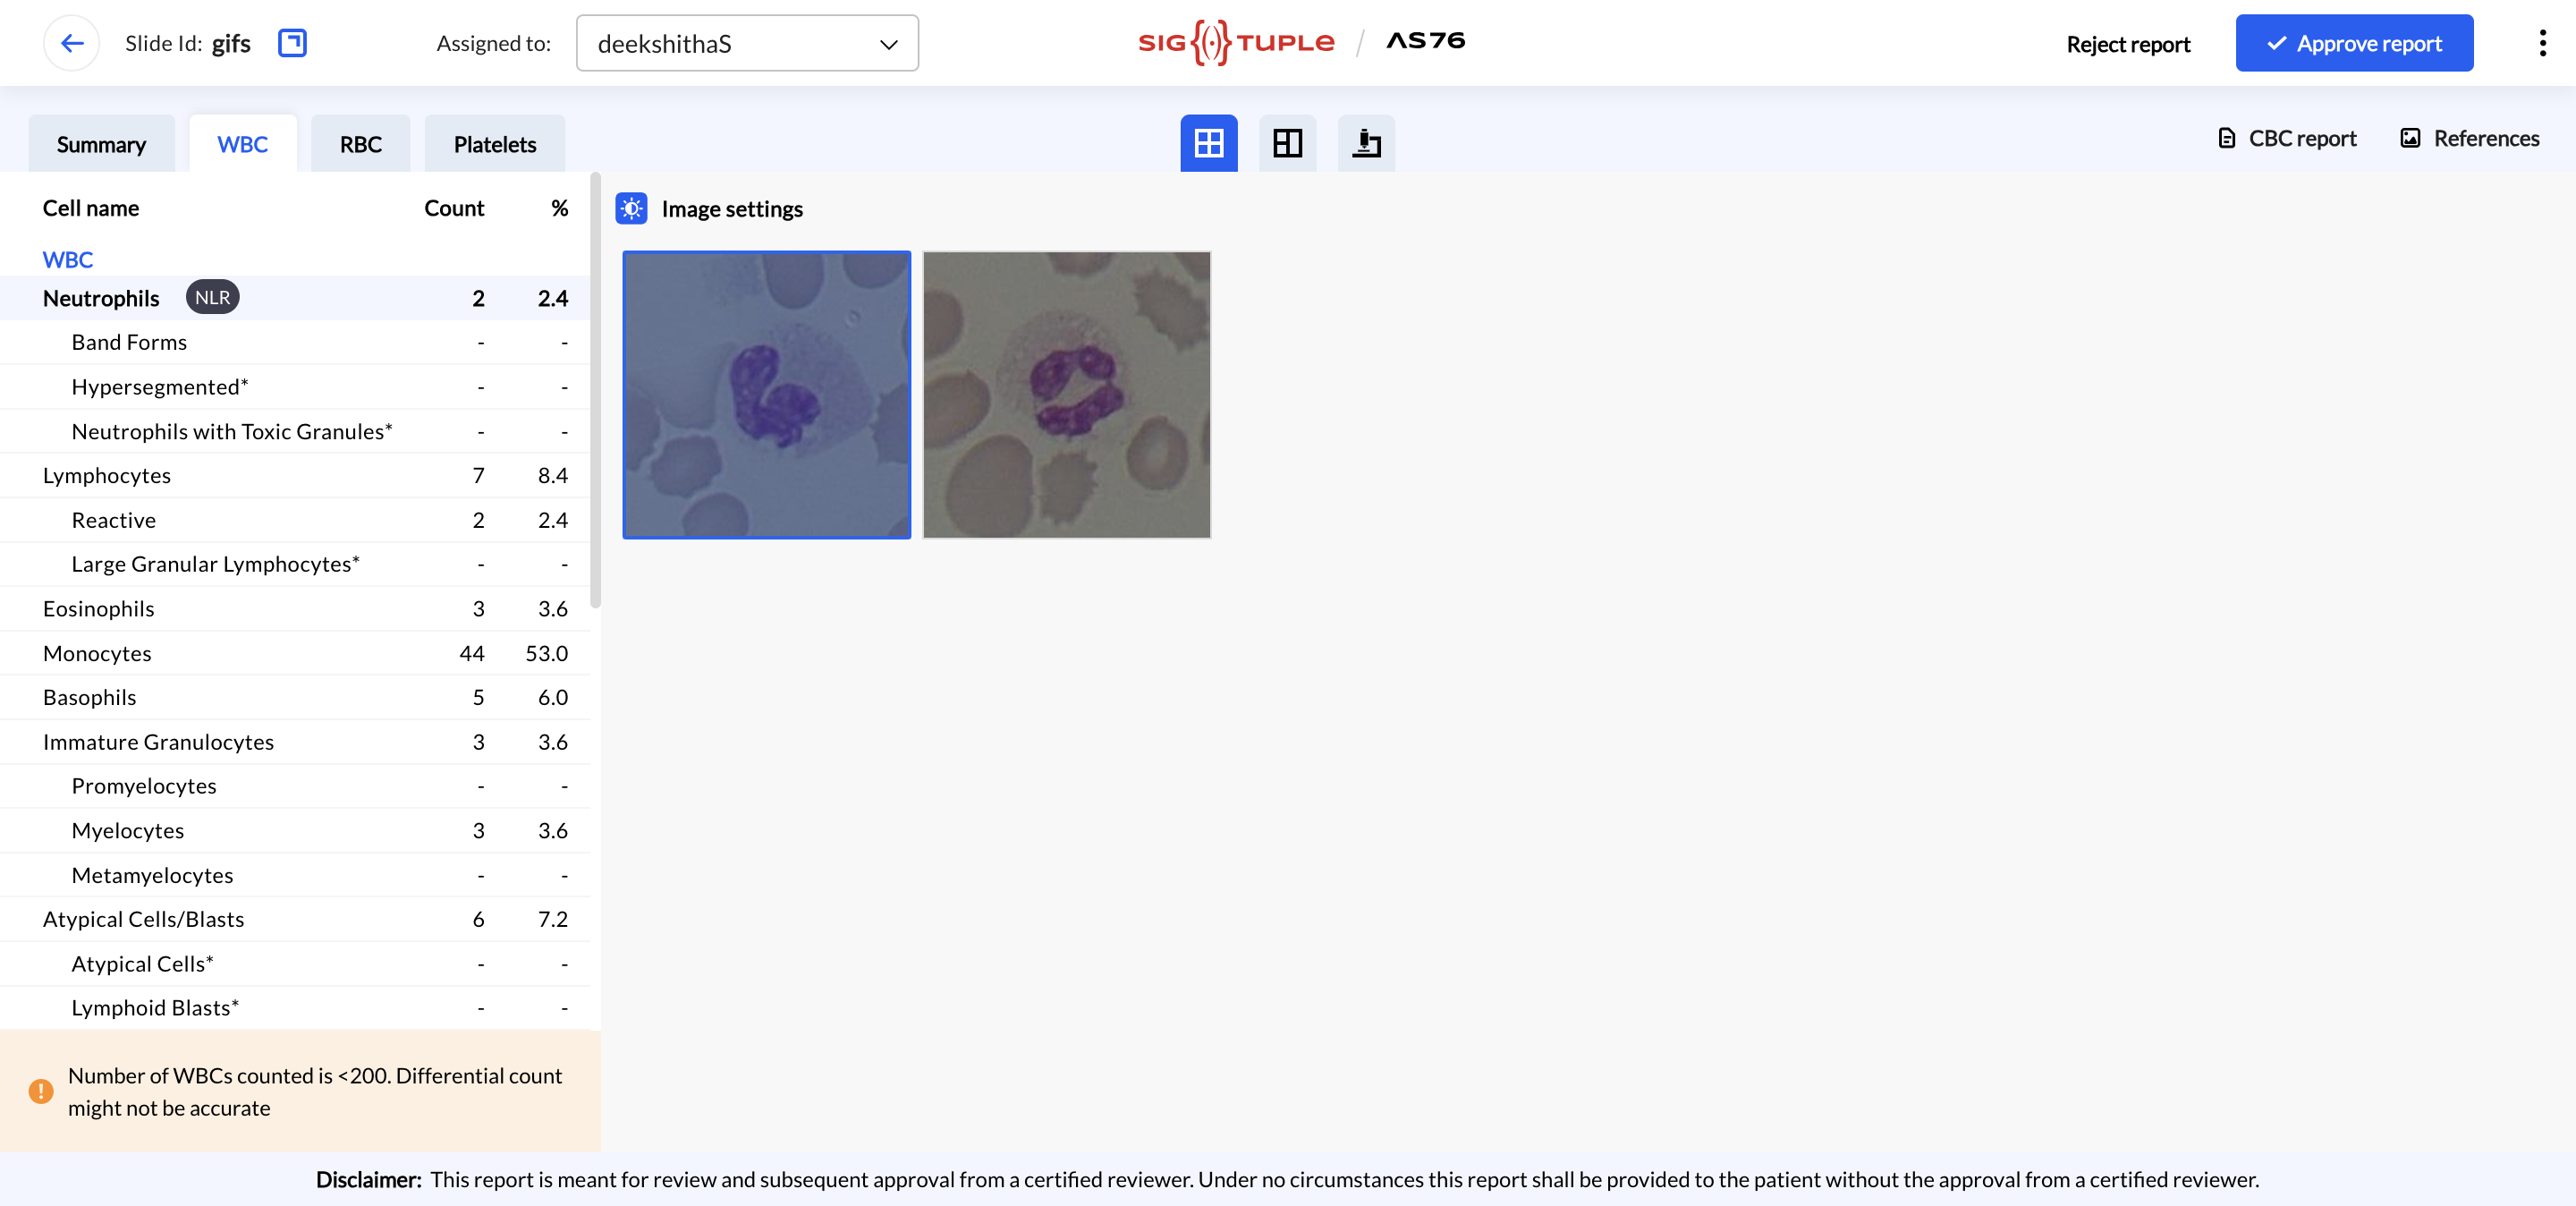 Slide Id: gifs
Assigned to: deekshithaS
SIG{(·)}TUPLE / AS76
Reject report
Approve report
Summary
WBC
RBC
Platelets
CBC report
References
Cell name Count %
WBC
Neutrophils NLR 2 2.4
Band Forms - -
Hypersegmented* - -
Neutrophils with Toxic Granules* - -
Lymphocytes 7 8.4
Reactive 2 2.4
Large Granular Lymphocytes* - -
Eosinophils 3 3.6
Monocytes 44 53.0
Basophils 5 6.0
Immature Granulocytes 3 3.6
Promyelocytes - -
Myelocytes 3 3.6
Metamyelocytes - -
Atypical Cells/Blasts 6 7.2
Atypical Cells* - -
Lymphoid Blasts* - -
Number of WBCs counted is <200. Differential count
might not be accurate
Image settings
Disclaimer: This report is meant for review and subsequent approval from a certified reviewer. Under no circumstances this report shall be provided to the patient without the approval from a certified reviewer.